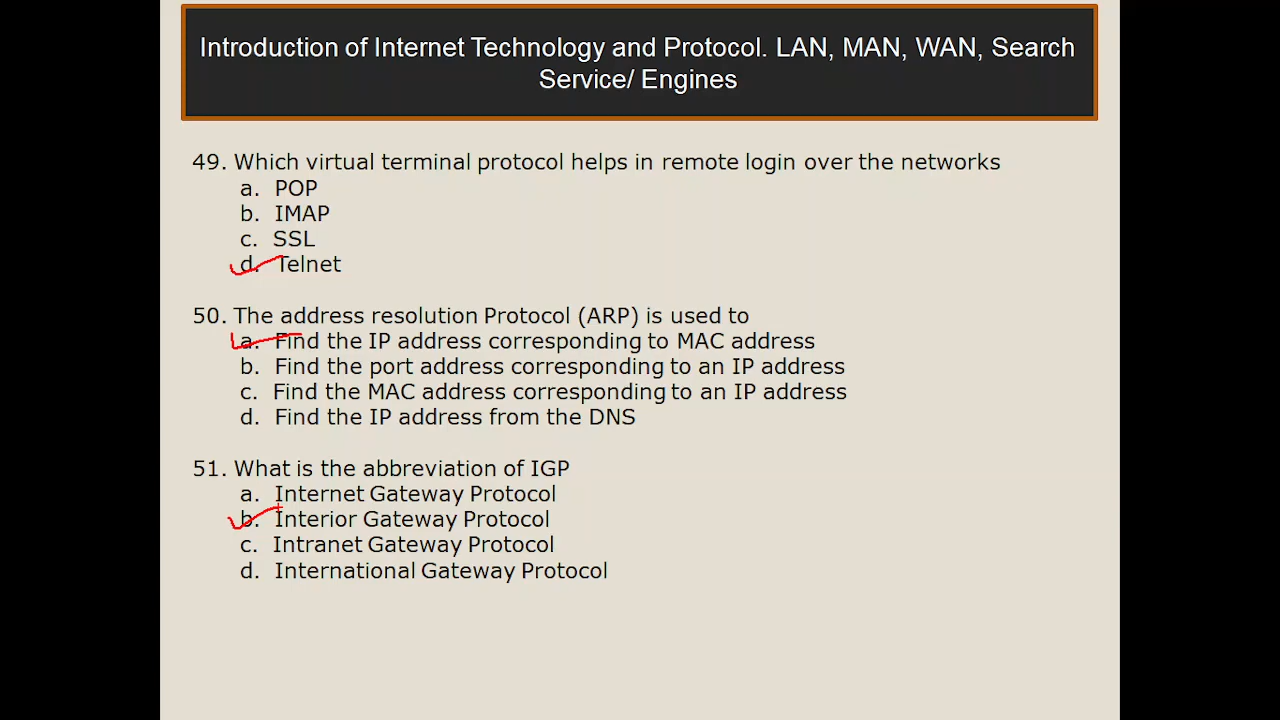 Introduction of Internet Technology and Protocol. LAN, MAN, WAN, Search
Service/ Engines
49. Which virtual terminal protocol helps in remote login over the networks
a. POP
b. IMAP
c. SSL
d. Telnet
50. The address resolution Protocol (ARP) is used to
a. Find the IP address corresponding to MAC address
b. Find the port address corresponding to an IP address
c. Find the MAC address corresponding to an IP address
d. Find the IP address from the DNS
51. What is the abbreviation of IGP
a. Internet Gateway Protocol
b. Interior Gateway Protocol
c. Intranet Gateway Protocol
d. International Gateway Protocol